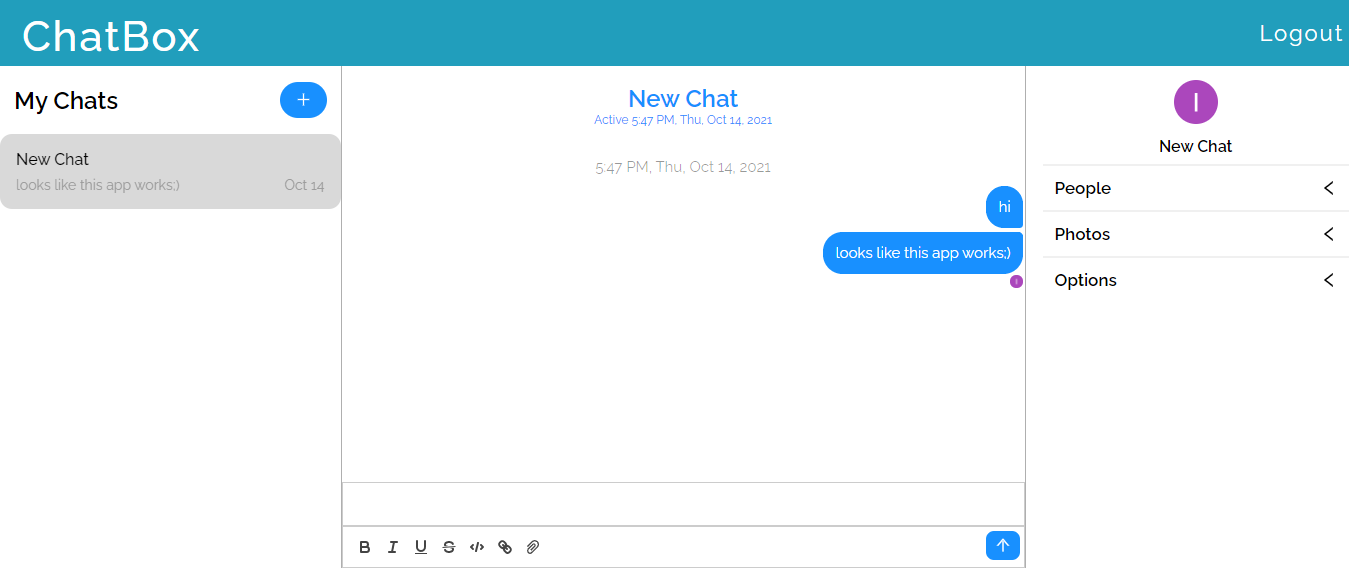 ChatBox
Logout
My Chats
+
New Chat
looks like this app works;)
Oct 14
New Chat
Active 5:47 PM, Thu, Oct 14, 2021
5:47 PM, Thu, Oct 14, 2021
hi
looks like this app works;)
I
B I U S </>
I
New Chat
People <
Photos <
Options <